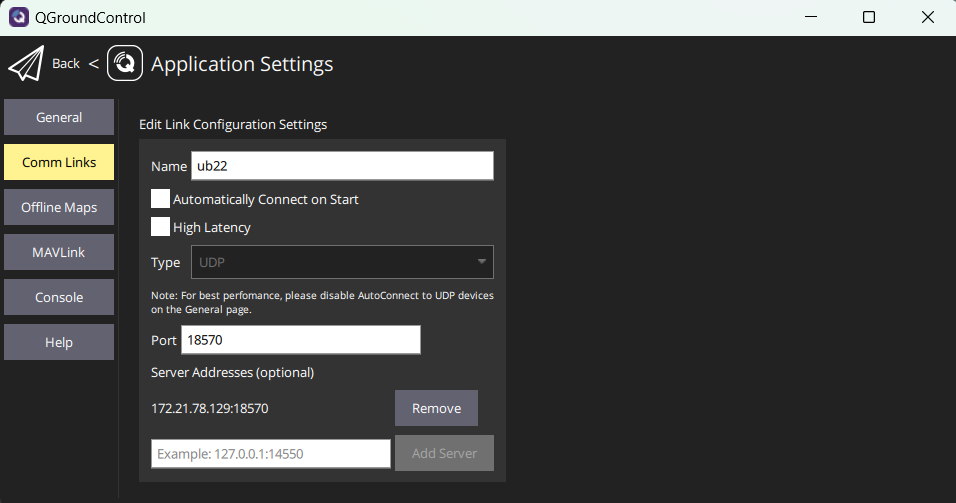 QGroundControl
Back < Application Settings
General
Comm Links
Offline Maps
MAVLink
Console
Help
Edit Link Configuration Settings
Name ub22
Automatically Connect on Start
High Latency
Type UDP
Note: For best perfomance, please disable AutoConnect to UDP devices
on the General page.
Port 18570
Server Addresses (optional)
172.21.78.129:18570 Remove
Example: 127.0.0.1:14550 Add Server